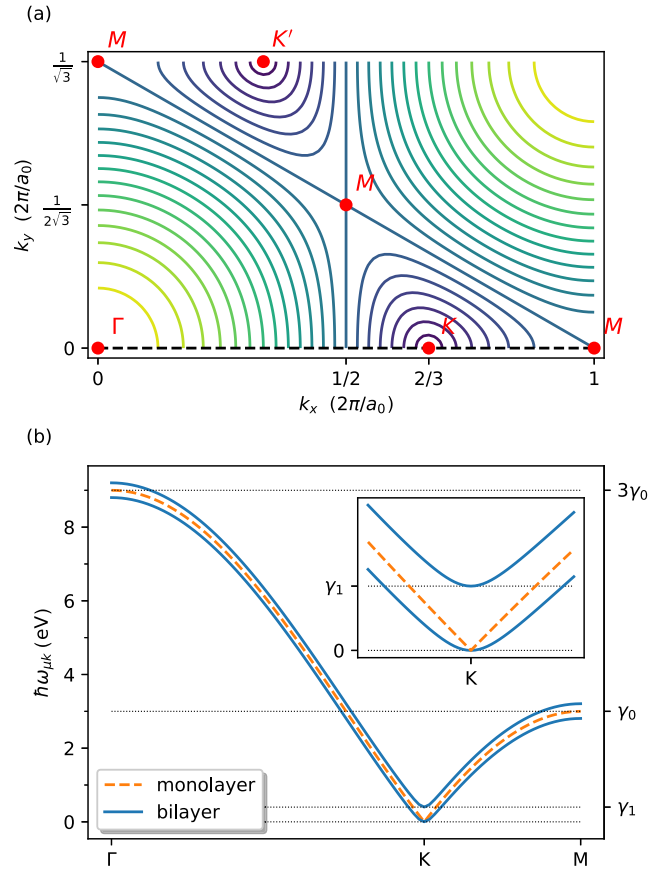 (a)
M
K′
1/√3
M
1/2√3
k_y (2π/a₀)
Γ
K
M
0
0
1/2
2/3
1
k_x (2π/a₀)
(b)
3γ₀
8
γ₁
6
0
K
ℏω_μk (eV)
4
γ₀
2
monolayer
bilayer
γ₁
0
Γ
K
M